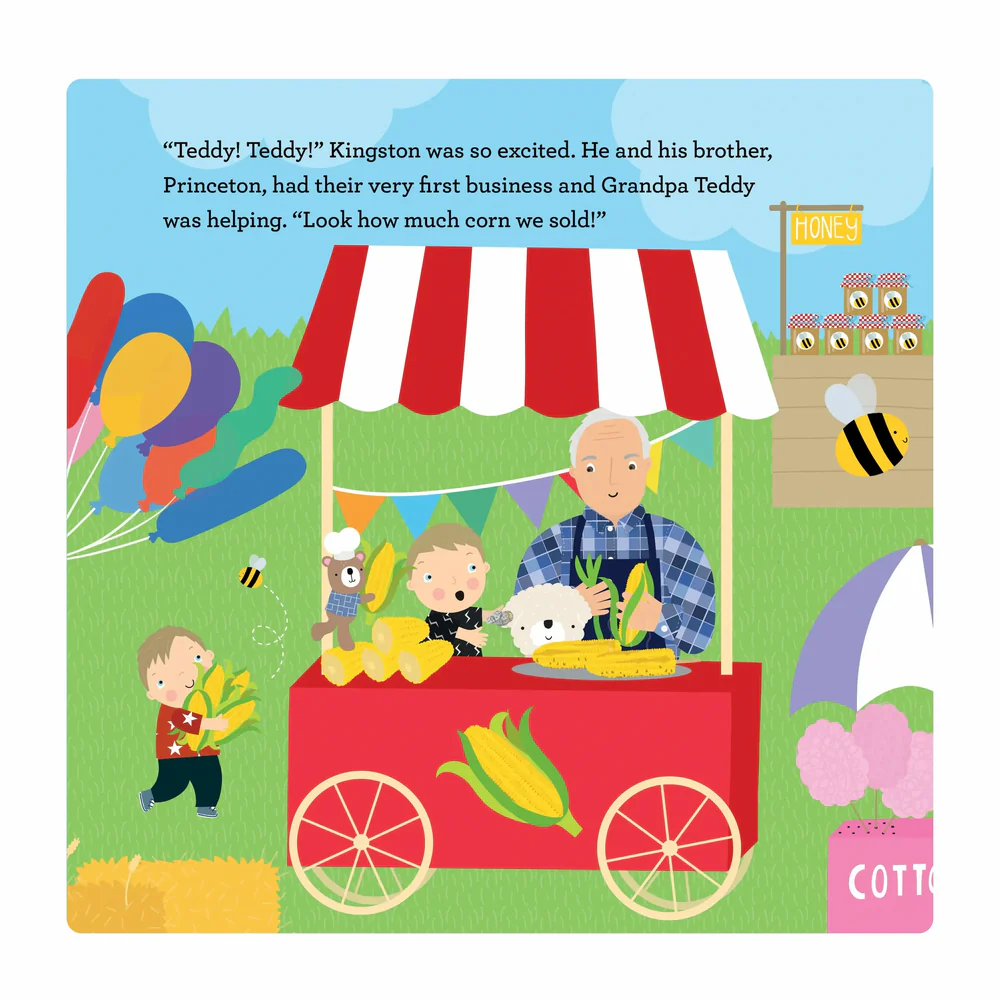 “Teddy! Teddy!” Kingston was so excited. He and his brother,
Princeton, had their very first business and Grandpa Teddy
was helping. “Look how much corn we sold!”
HONEY
COTTO